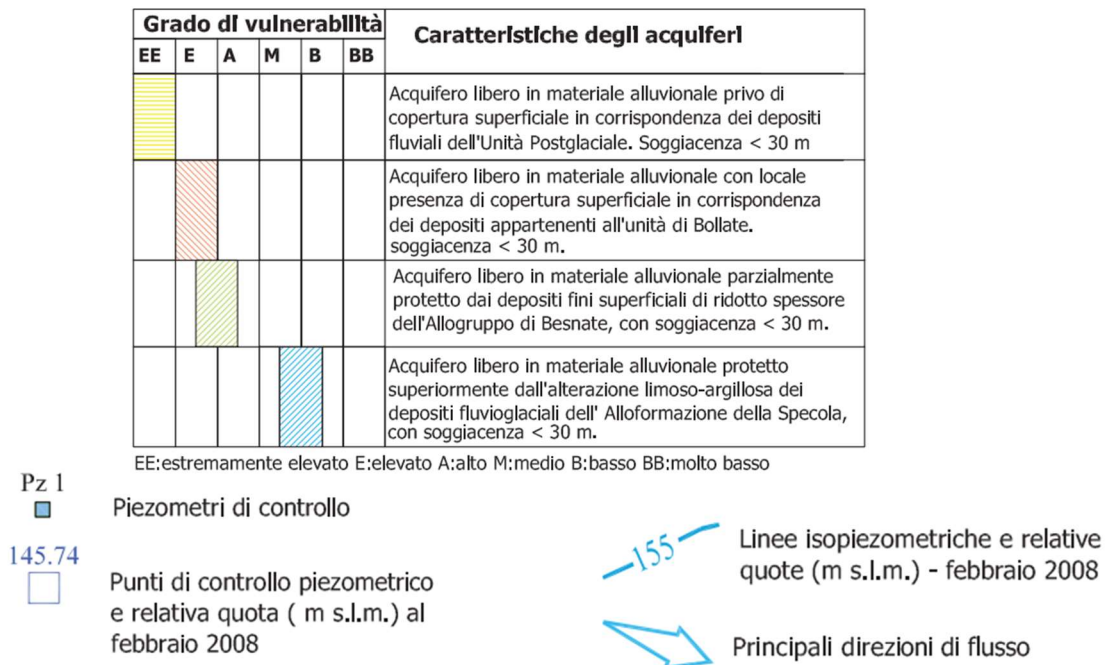 Grado di vulnerabilità
Caratteristiche degli acquiferi
EE E A M B BB
Acquifero libero in materiale alluvionale privo di
copertura superficiale in corrispondenza dei depositi
fluviali dell'Unità Postglaciale. Soggiacenza < 30 m
Acquifero libero in materiale alluvionale con locale
presenza di copertura superficiale in corrispondenza
dei depositi appartenenti all'unità di Bollate.
soggiacenza < 30 m.
Acquifero libero in materiale alluvionale parzialmente
protetto dai depositi fini superficiali di ridotto spessore
dell'Allogruppo di Besnate, con soggiacenza < 30 m.
Acquifero libero in materiale alluvionale protetto
superiormente dall'alterazione limoso-argillosa dei
depositi fluvioglaciali dell' Alloformazione della Specola,
con soggiacenza < 30 m.
EE:estremamente elevato E:elevato A:alto M:medio B:basso BB:molto basso
Pz 1
Piezometri di controllo
145.74
Punti di controllo piezometrico
e relativa quota ( m s.l.m.) al
febbraio 2008
155
Linee isopiezometriche e relative
quote (m s.l.m.) - febbraio 2008
Principali direzioni di flusso